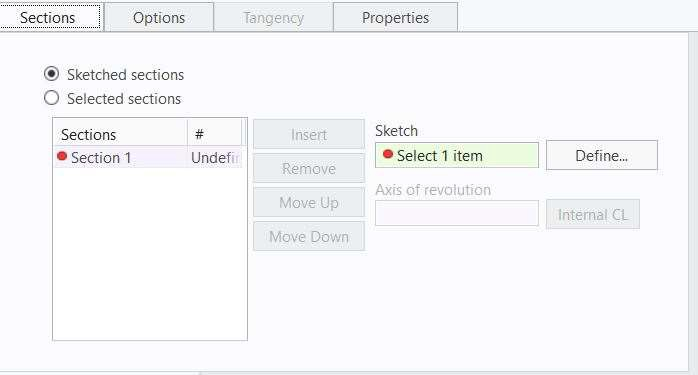 Sections Options Tangency Properties
Sketched sections
Selected sections
Sections #
Section 1 Undefin
Insert
Remove
Move Up
Move Down
Sketch
Select 1 item Define...
Axis of revolution
Internal CL